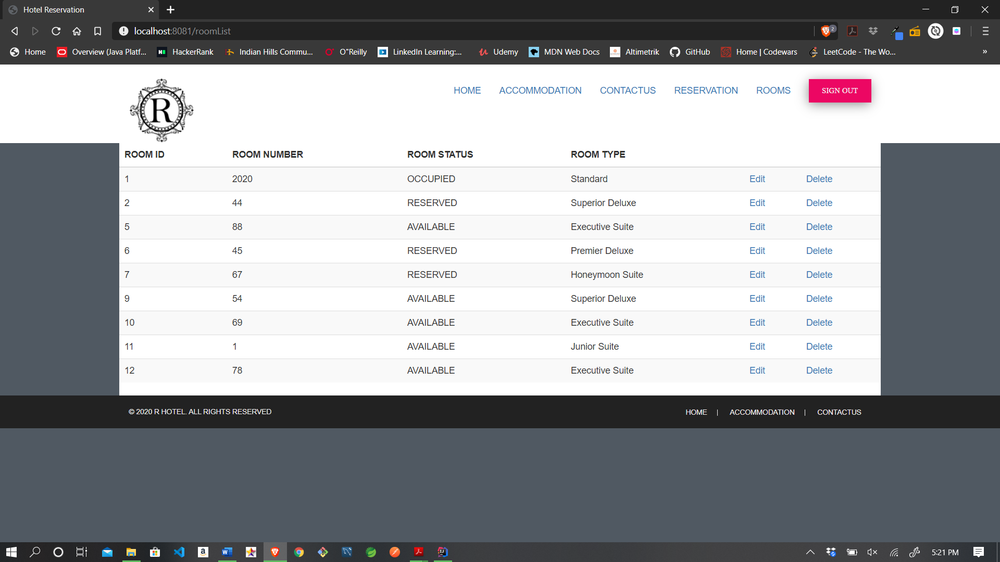 Hotel Reservation
localhost:8081/roomList
2
Home Overview (Java Platf... HackerRank Indian Hills Commu... O"Reilly LinkedIn Learning:... Udemy MDN Web Docs Altimetrik GitHub Home | Codewars LeetCode - The Wo... »
R HOME ACCOMMODATION CONTACTUS RESERVATION ROOMS SIGN OUT
ROOM ID ROOM NUMBER ROOM STATUS ROOM TYPE
1 2020 OCCUPIED Standard Edit Delete
2 44 RESERVED Superior Deluxe Edit Delete
5 88 AVAILABLE Executive Suite Edit Delete
6 45 RESERVED Premier Deluxe Edit Delete
7 67 RESERVED Honeymoon Suite Edit Delete
9 54 AVAILABLE Superior Deluxe Edit Delete
10 69 AVAILABLE Executive Suite Edit Delete
11 1 AVAILABLE Junior Suite Edit Delete
12 78 AVAILABLE Executive Suite Edit Delete
© 2020 R HOTEL. ALL RIGHTS RESERVED HOME | ACCOMMODATION | CONTACTUS
5:21 PM